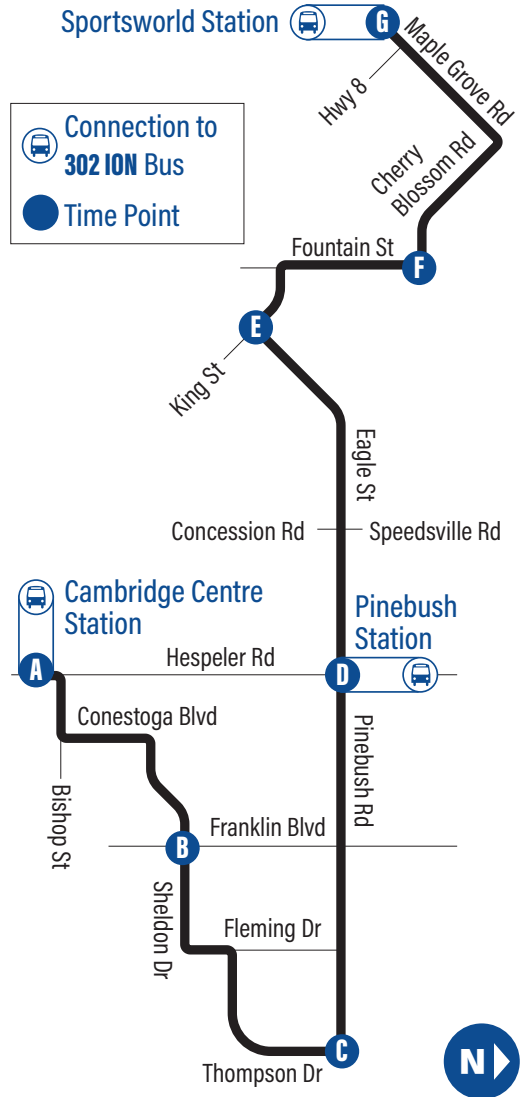 Sportsworld Station
G
Maple Grove Rd
Hwy 8
Connection to
302 ION Bus
Time Point
Cherry
Blossom Rd
Fountain St
F
E
King St
Eagle St
Concession Rd
Speedsville Rd
Cambridge Centre
Station
Pinebush
Station
Hespeler Rd
A
D
Conestoga Blvd
Pinebush Rd
Bishop St
Franklin Blvd
B
Sheldon Dr
Fleming Dr
C
Thompson Dr
N